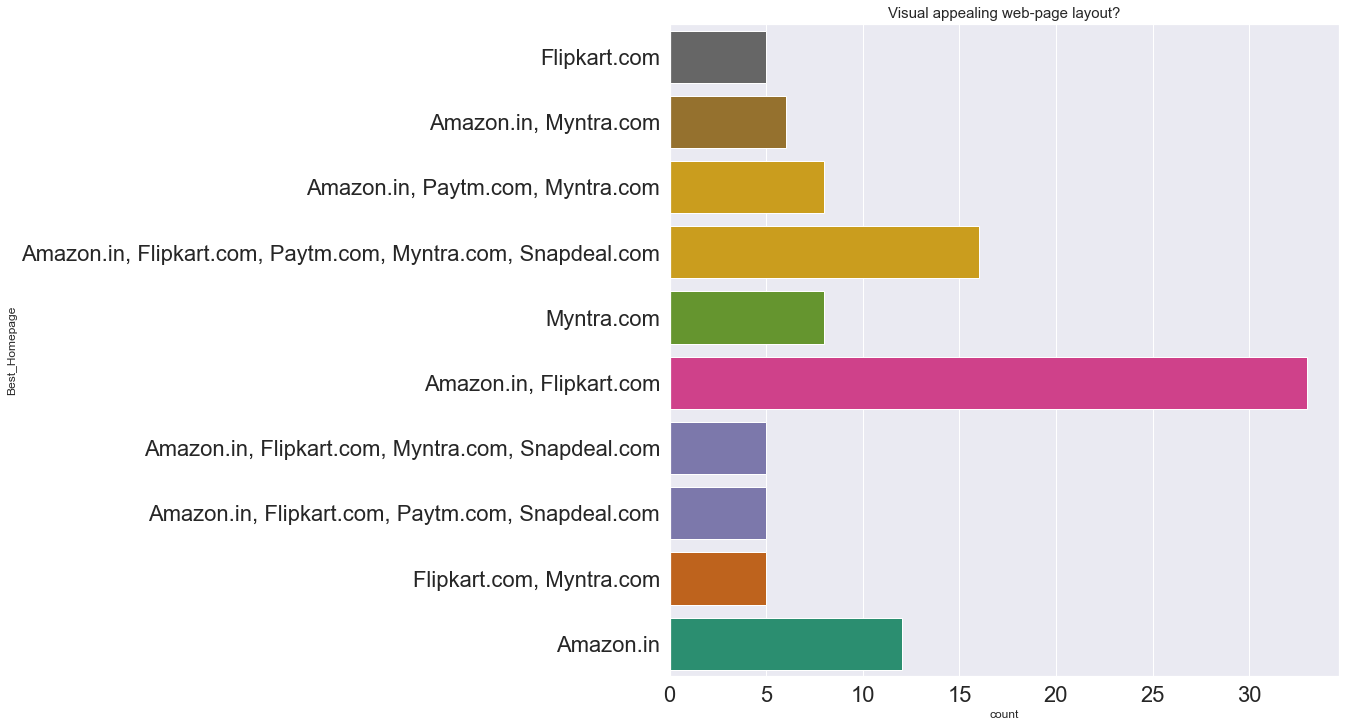 Visual appealing web-page layout?
Flipkart.com
Amazon.in, Myntra.com
Amazon.in, Paytm.com, Myntra.com
Amazon.in, Flipkart.com, Paytm.com, Myntra.com, Snapdeal.com
Myntra.com
Amazon.in, Flipkart.com
Amazon.in, Flipkart.com, Myntra.com, Snapdeal.com
Amazon.in, Flipkart.com, Paytm.com, Snapdeal.com
Flipkart.com, Myntra.com
Amazon.in
Best_Homepage
0 5 10 15 20 25 30
count